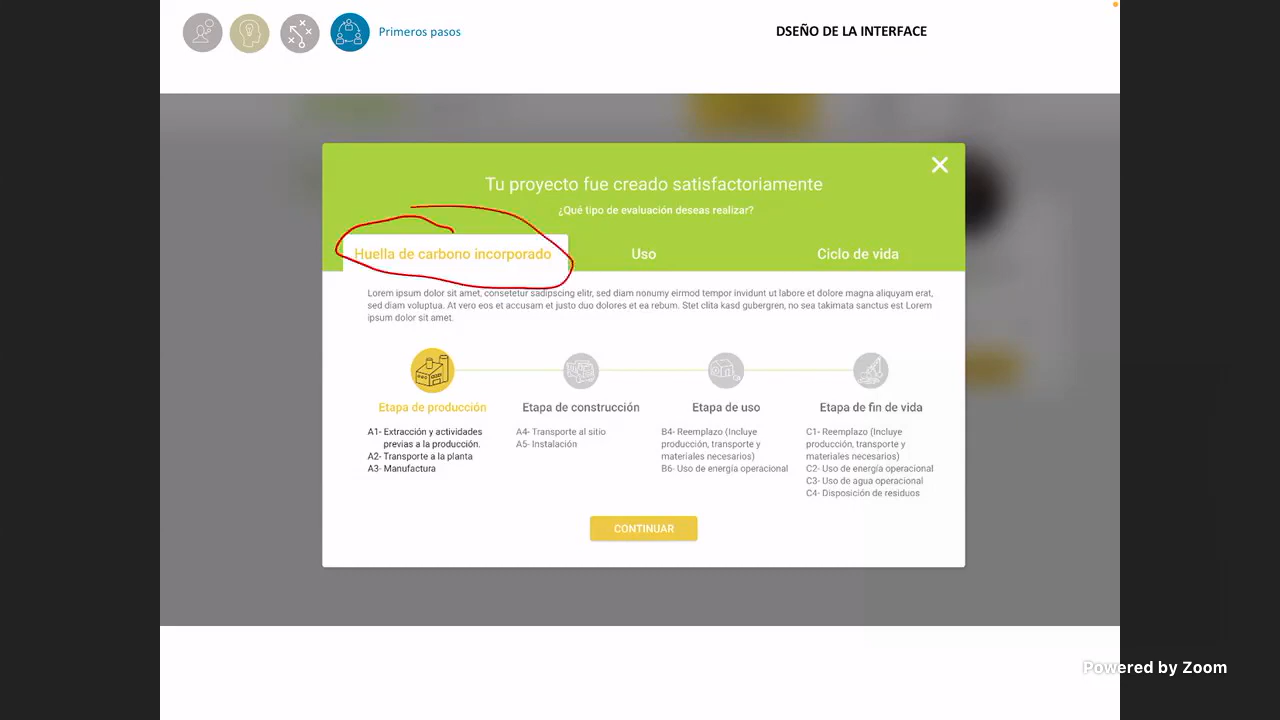 Primeros pasos
DSEÑO DE LA INTERFACE
Tu proyecto fue creado satisfactoriamente
¿Qué tipo de evaluación deseas realizar?
Huella de carbono incorporado
Uso
Ciclo de vida
Lorem ipsum dolor sit amet, consetetur sadipscing elitr, sed diam nonumy eirmod tempor invidunt ut labore et dolore magna aliquyam erat,
sed diam voluptua. At vero eos et accusam et justo duo dolores et ea rebum. Stet clita kasd gubergren, no sea takimata sanctus est Lorem
ipsum dolor sit amet.
Etapa de producción
A1- Extracción y actividades
previas a la producción.
A2- Transporte a la planta
A3- Manufactura
Etapa de construcción
A4- Transporte al sitio
A5- Instalación
Etapa de uso
B4- Reemplazo (Incluye
producción, transporte y
materiales necesarios)
B6- Uso de energía operacional
Etapa de fin de vida
C1- Reemplazo (Incluye
producción, transporte y
materiales necesarios)
C2- Uso de energía operacional
C3- Uso de agua operacional
C4- Disposición de residuos
CONTINUAR
Powered by Zoom